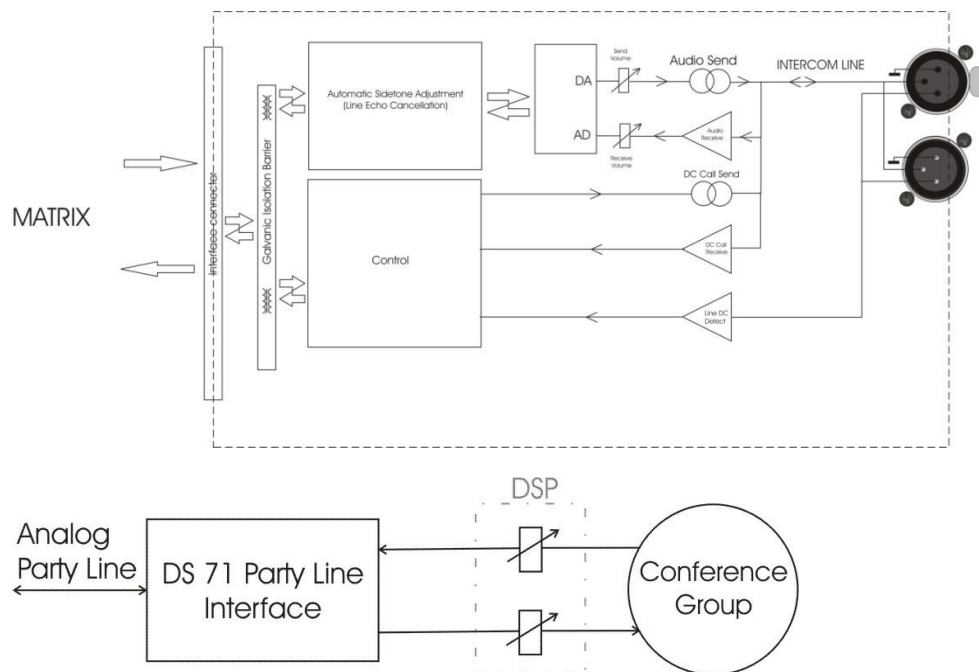 MATRIX
Interface connecter
Galvanic Isolation Barrier
Automatic Sidetone Adjustment
(Line Echo Cancellation)
Control
DA
AD
Send
Volume
Receive
Volume
Audio Send
Audio
Receive
DC Call Send
DC Call
Receive
Line DC
Detect
INTERCOM LINE
Analog
Party Line
DS 71 Party Line
Interface
DSP
Conference
Group